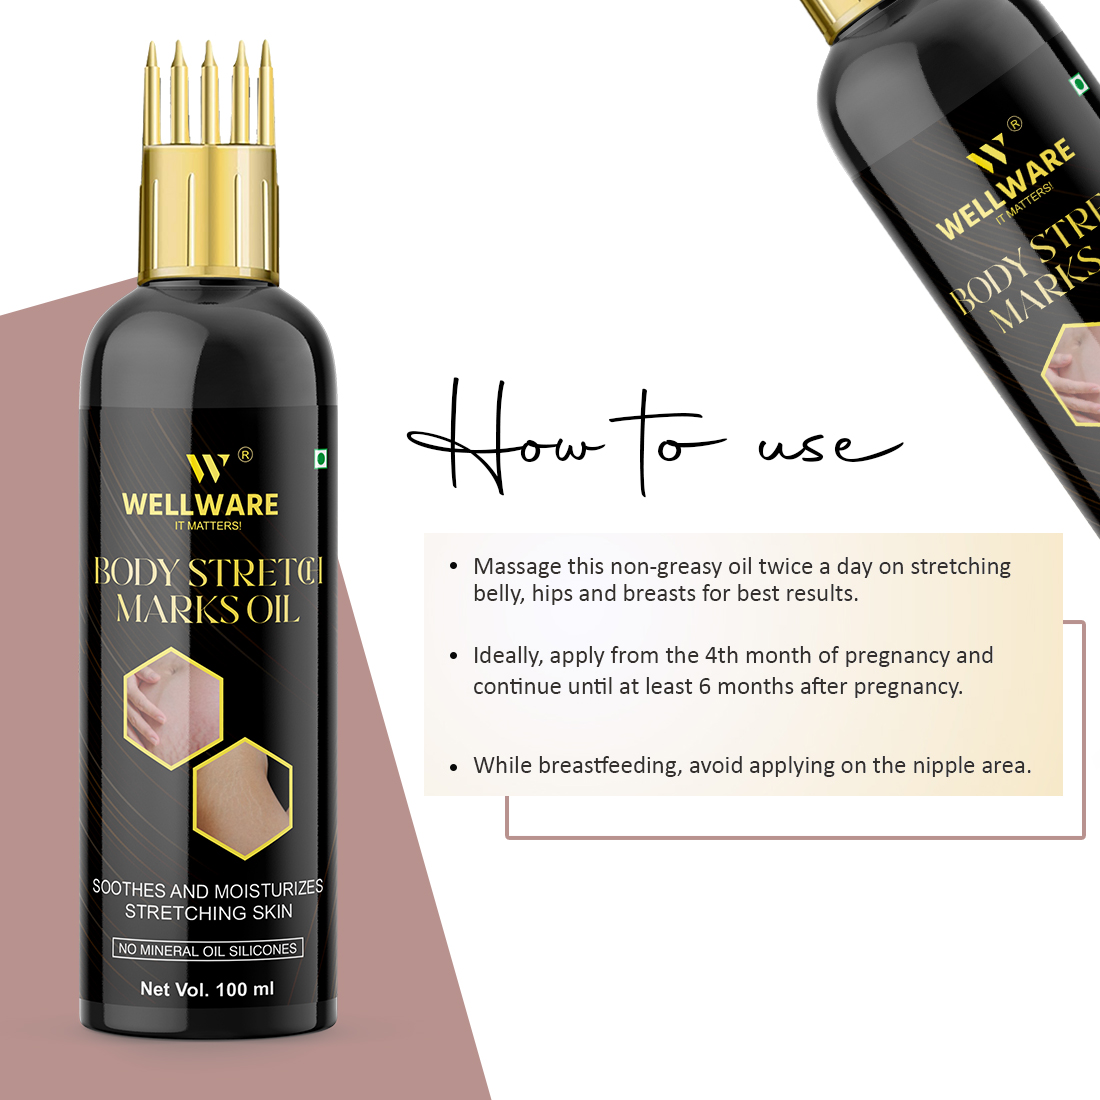 W ®
WELLWARE
IT MATTERS!
BODY STRETCH
MARKS OIL
SOOTHES AND MOISTURIZES
STRETCHING SKIN
NO MINERAL OIL SILICONES
Net Vol. 100 ml
W ®
WELLWARE
IT MATTERS!
BODY STRE
MARKS
How to use
• Massage this non-greasy oil twice a day on stretching
belly, hips and breasts for best results.
• Ideally, apply from the 4th month of pregnancy and
continue until at least 6 months after pregnancy.
• While breastfeeding, avoid applying on the nipple area.